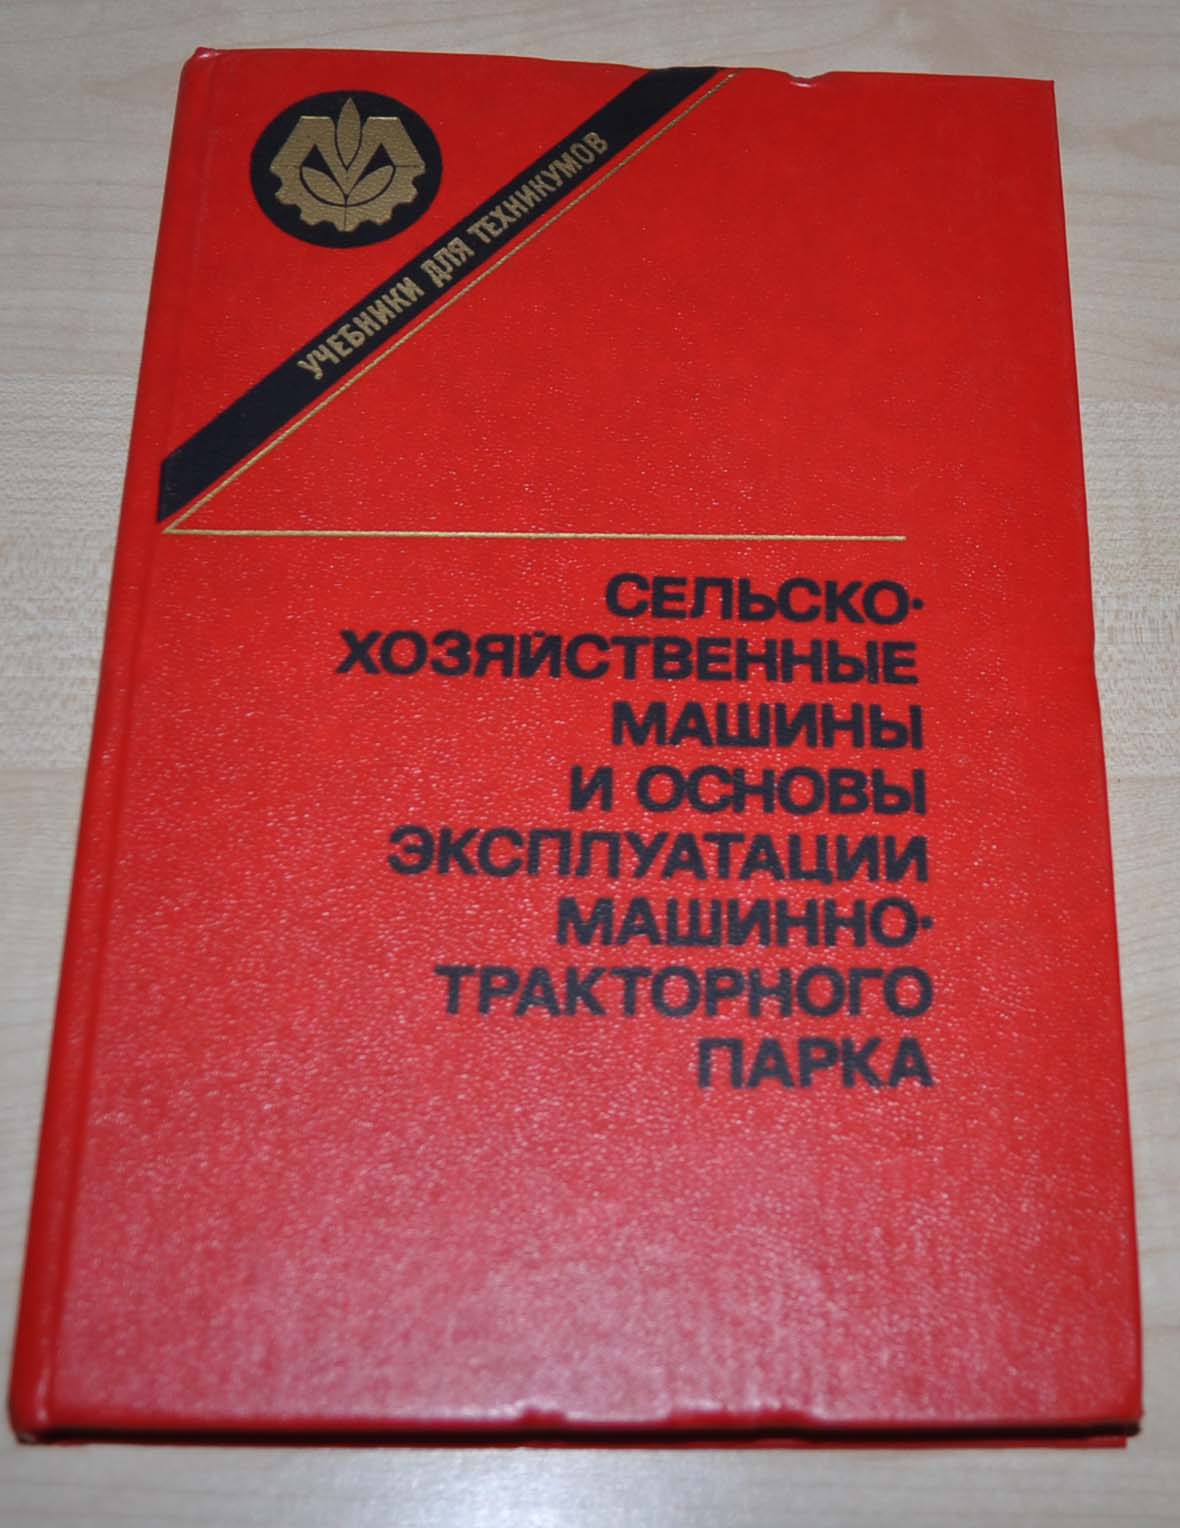 УЧЕБНИКИ ДЛЯ ТЕХНИКУМОВ
СЕЛЬСКО-
ХОЗЯЙСТВЕННЫЕ
МАШИНЫ
И ОСНОВЫ
ЭКСПЛУАТАЦИИ
МАШИННО-
ТРАКТОРНОГО
ПАРКА